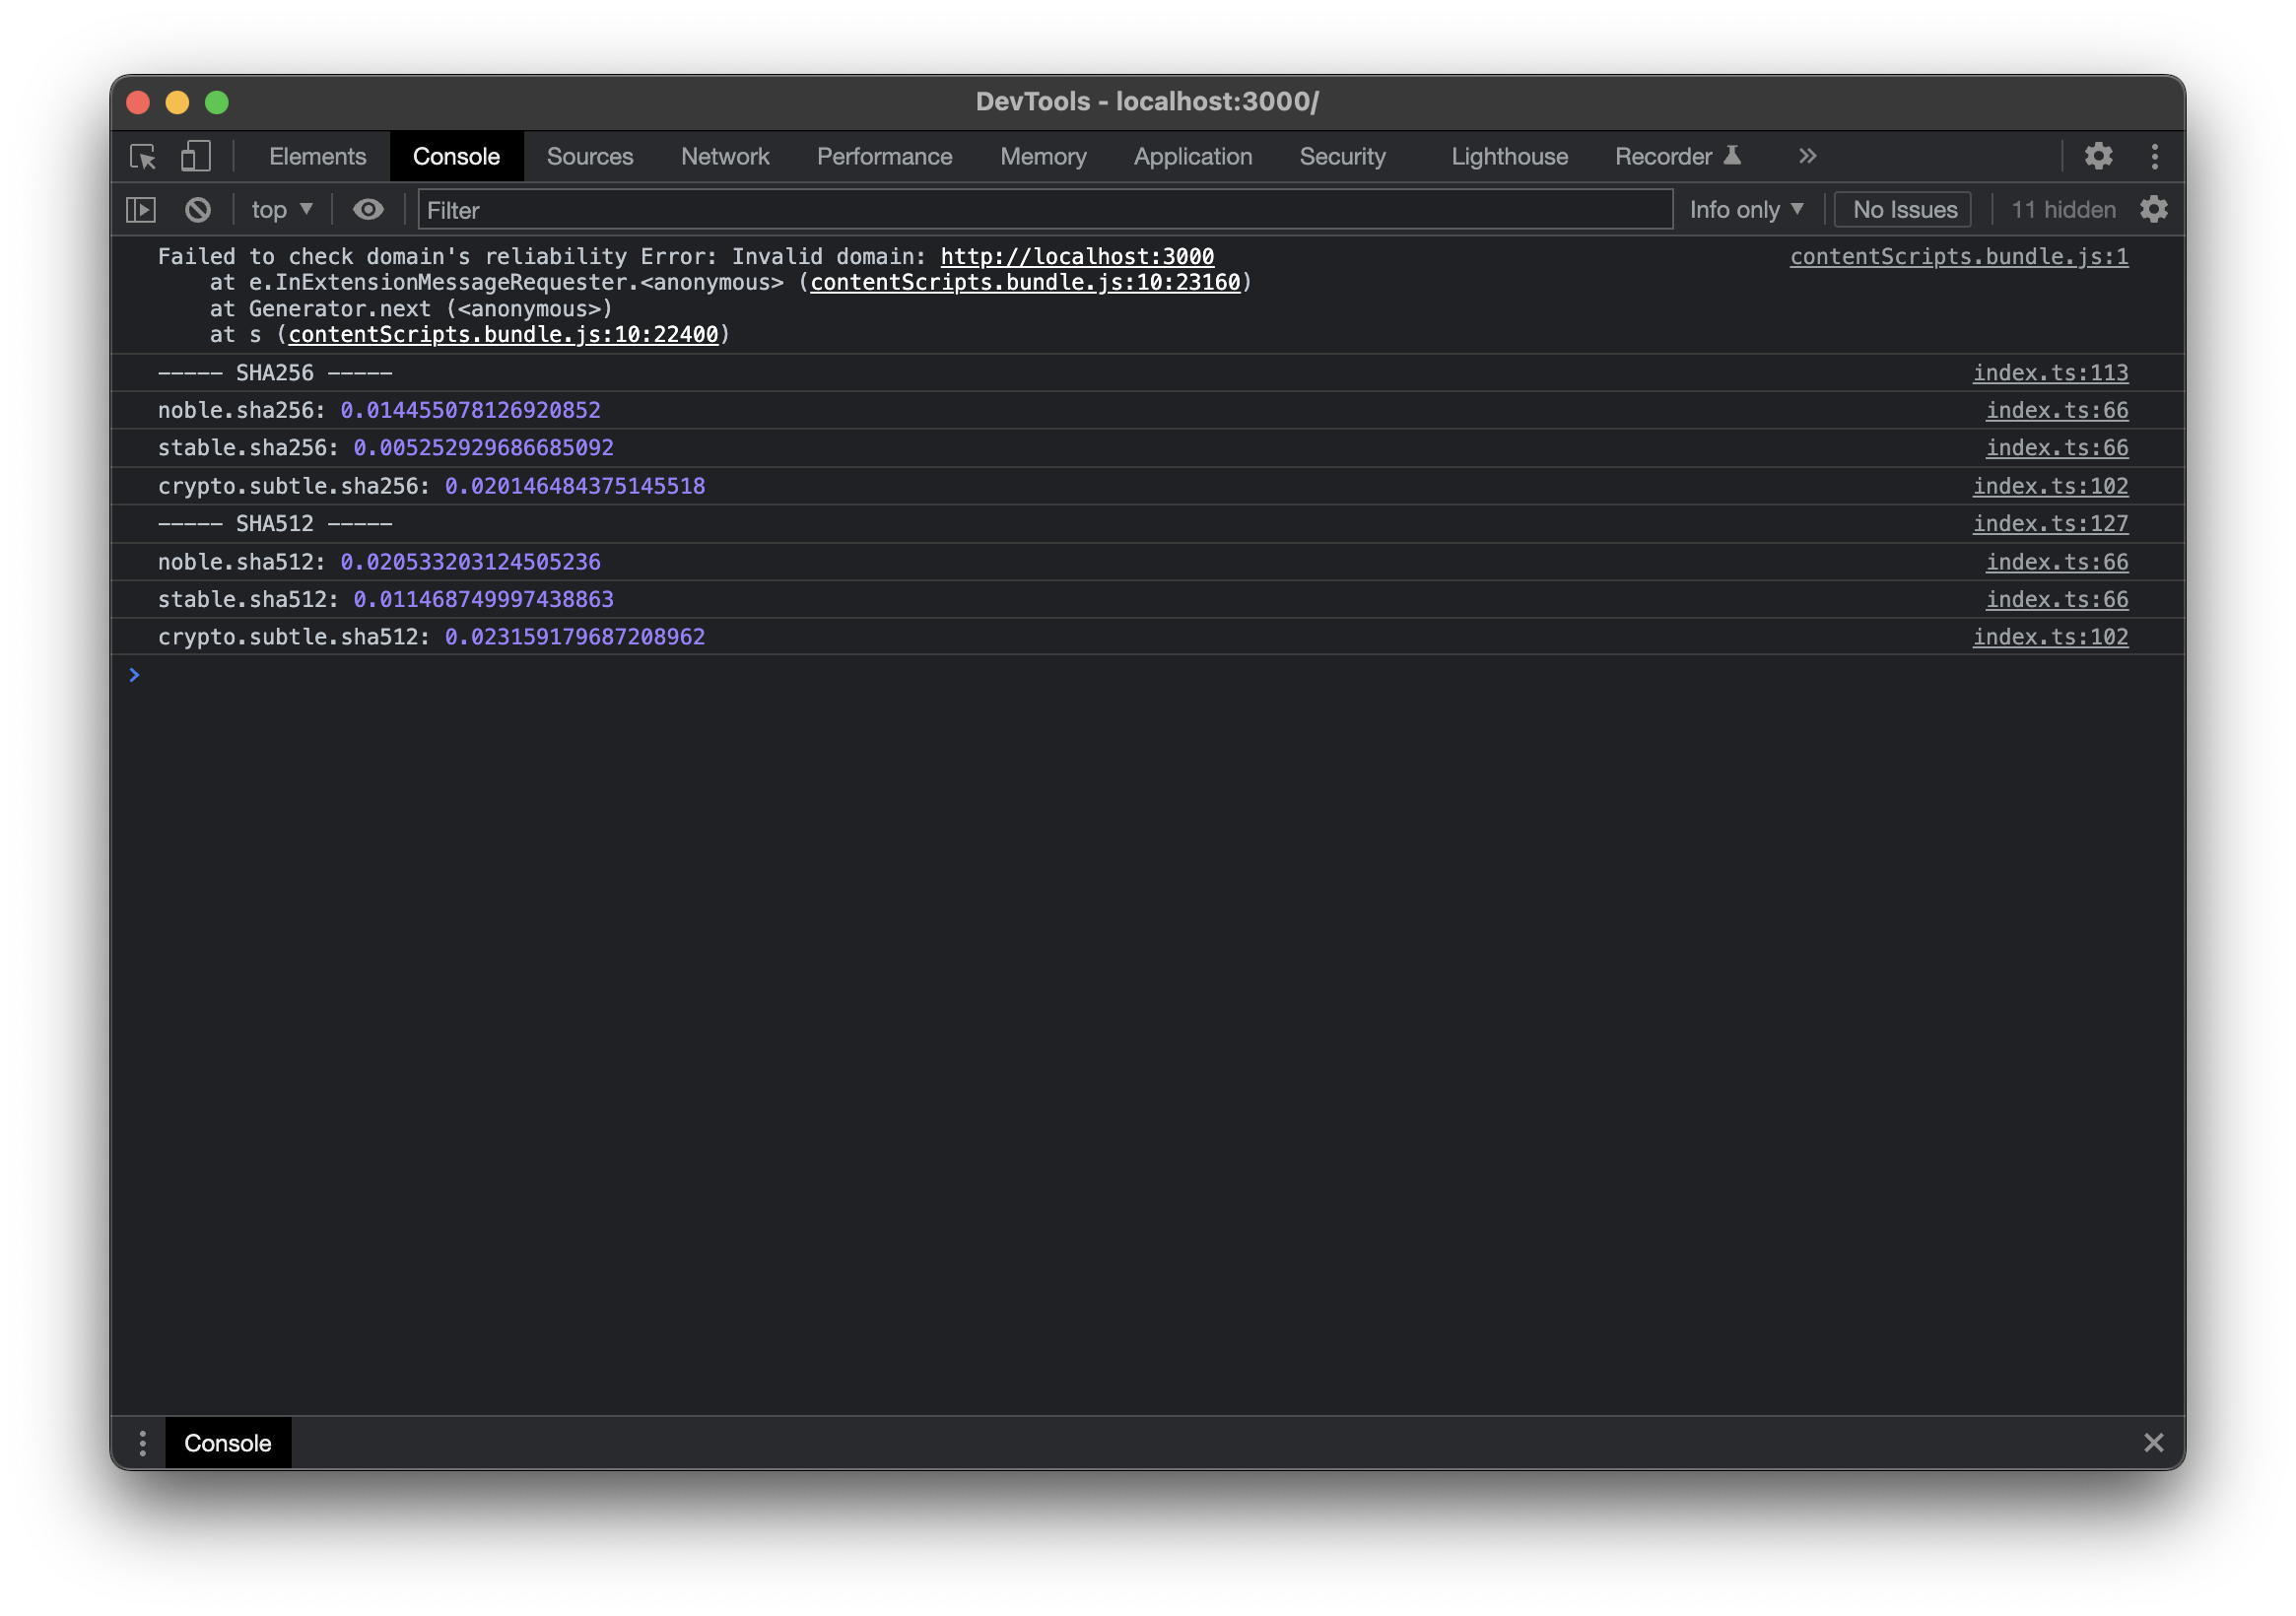 DevTools - localhost:3000/
Elements Console Sources Network Performance Memory Application Security Lighthouse Recorder
top ▼ Filter Info only ▼ No Issues 11 hidden
Failed to check domain's reliability Error: Invalid domain: http://localhost:3000 contentScripts.bundle.js:1
at e.InExtensionMessageRequester.<anonymous> (contentScripts.bundle.js:10:23160)
at Generator.next (<anonymous>)
at s (contentScripts.bundle.js:10:22400)
----- SHA256 ----- index.ts:113
noble.sha256: 0.014455078126920852 index.ts:66
stable.sha256: 0.005252929686685092 index.ts:66
crypto.subtle.sha256: 0.020146484375145518 index.ts:102
----- SHA512 ----- index.ts:127
noble.sha512: 0.020533203124505236 index.ts:66
stable.sha512: 0.011468749997438863 index.ts:66
crypto.subtle.sha512: 0.023159179687208962 index.ts:102
Console